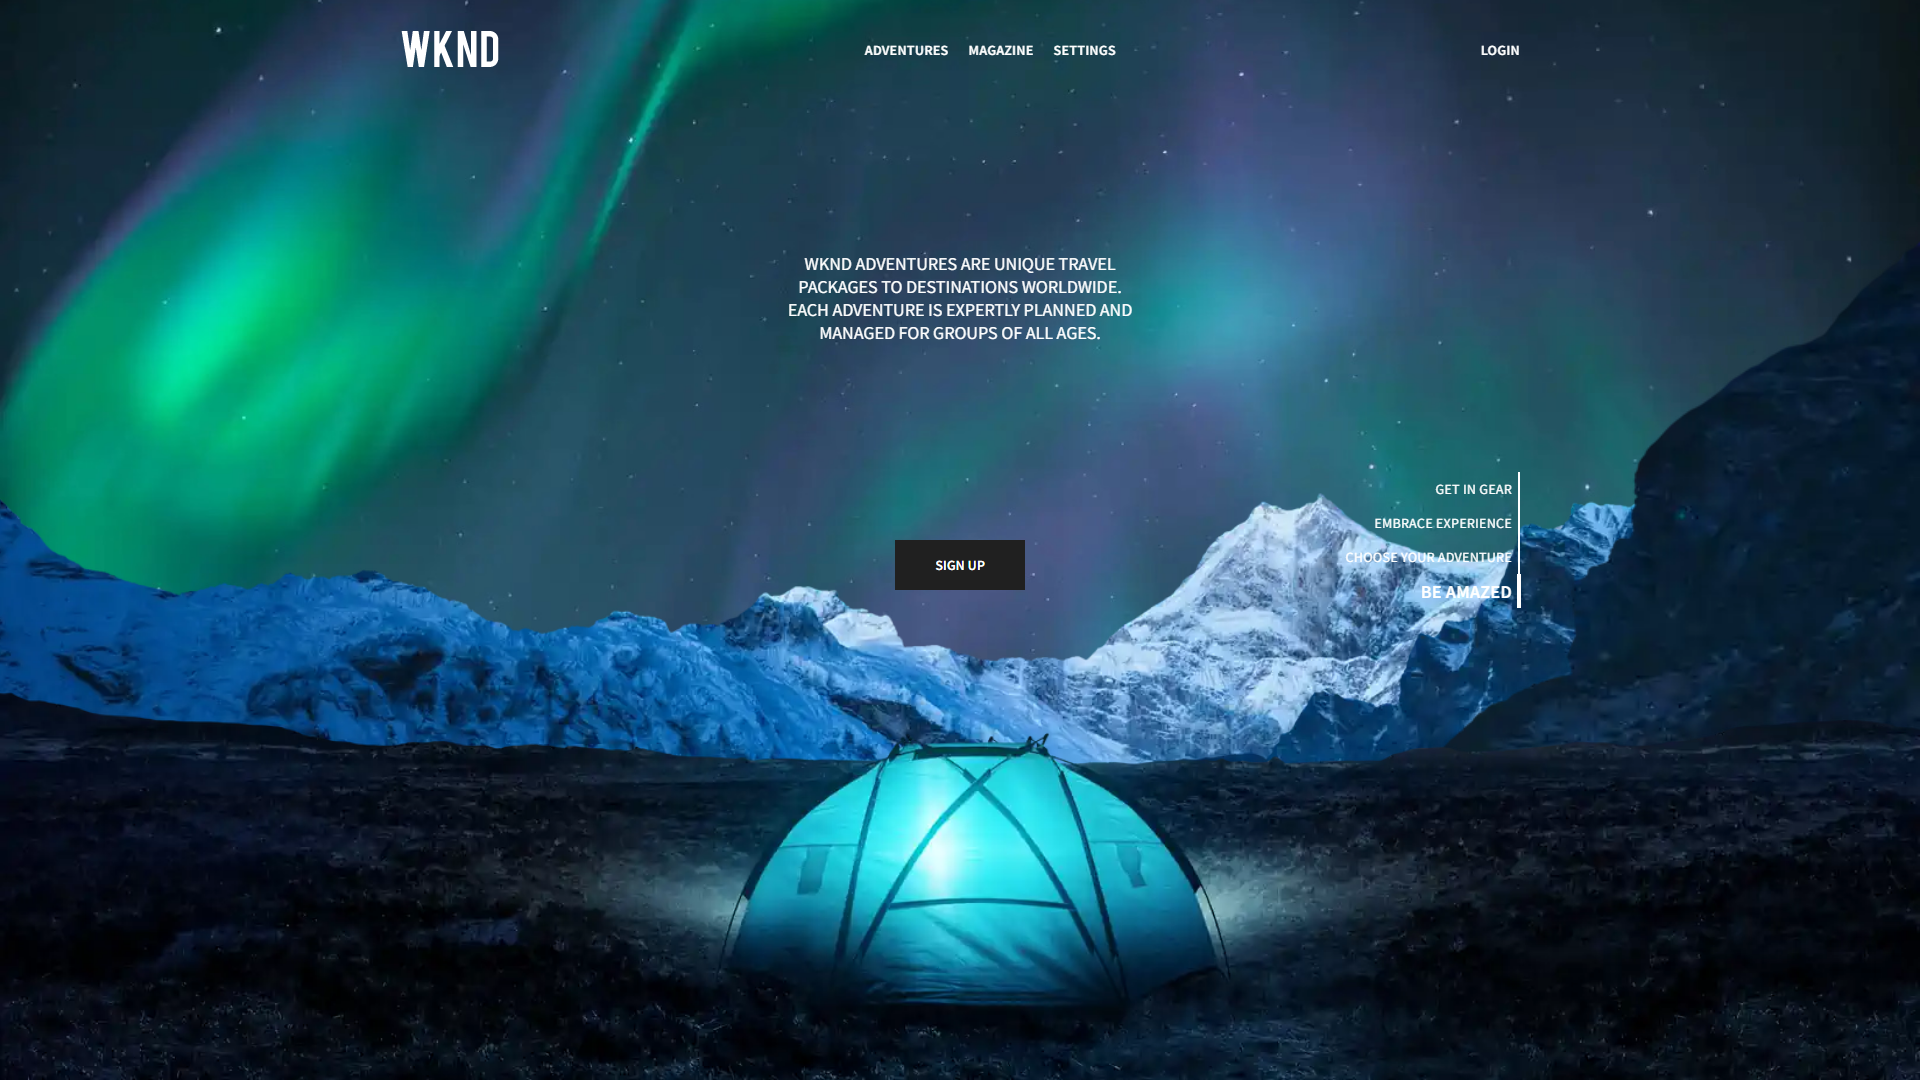 WKND
ADVENTURES
MAGAZINE
SETTINGS
LOGIN
WKND ADVENTURES ARE UNIQUE TRAVEL
PACKAGES TO DESTINATIONS WORLDWIDE.
EACH ADVENTURE IS EXPERTLY PLANNED AND
MANAGED FOR GROUPS OF ALL AGES.
GET IN GEAR
EMBRACE EXPERIENCE
CHOOSE YOUR ADVENTURE
BE AMAZED
SIGN UP